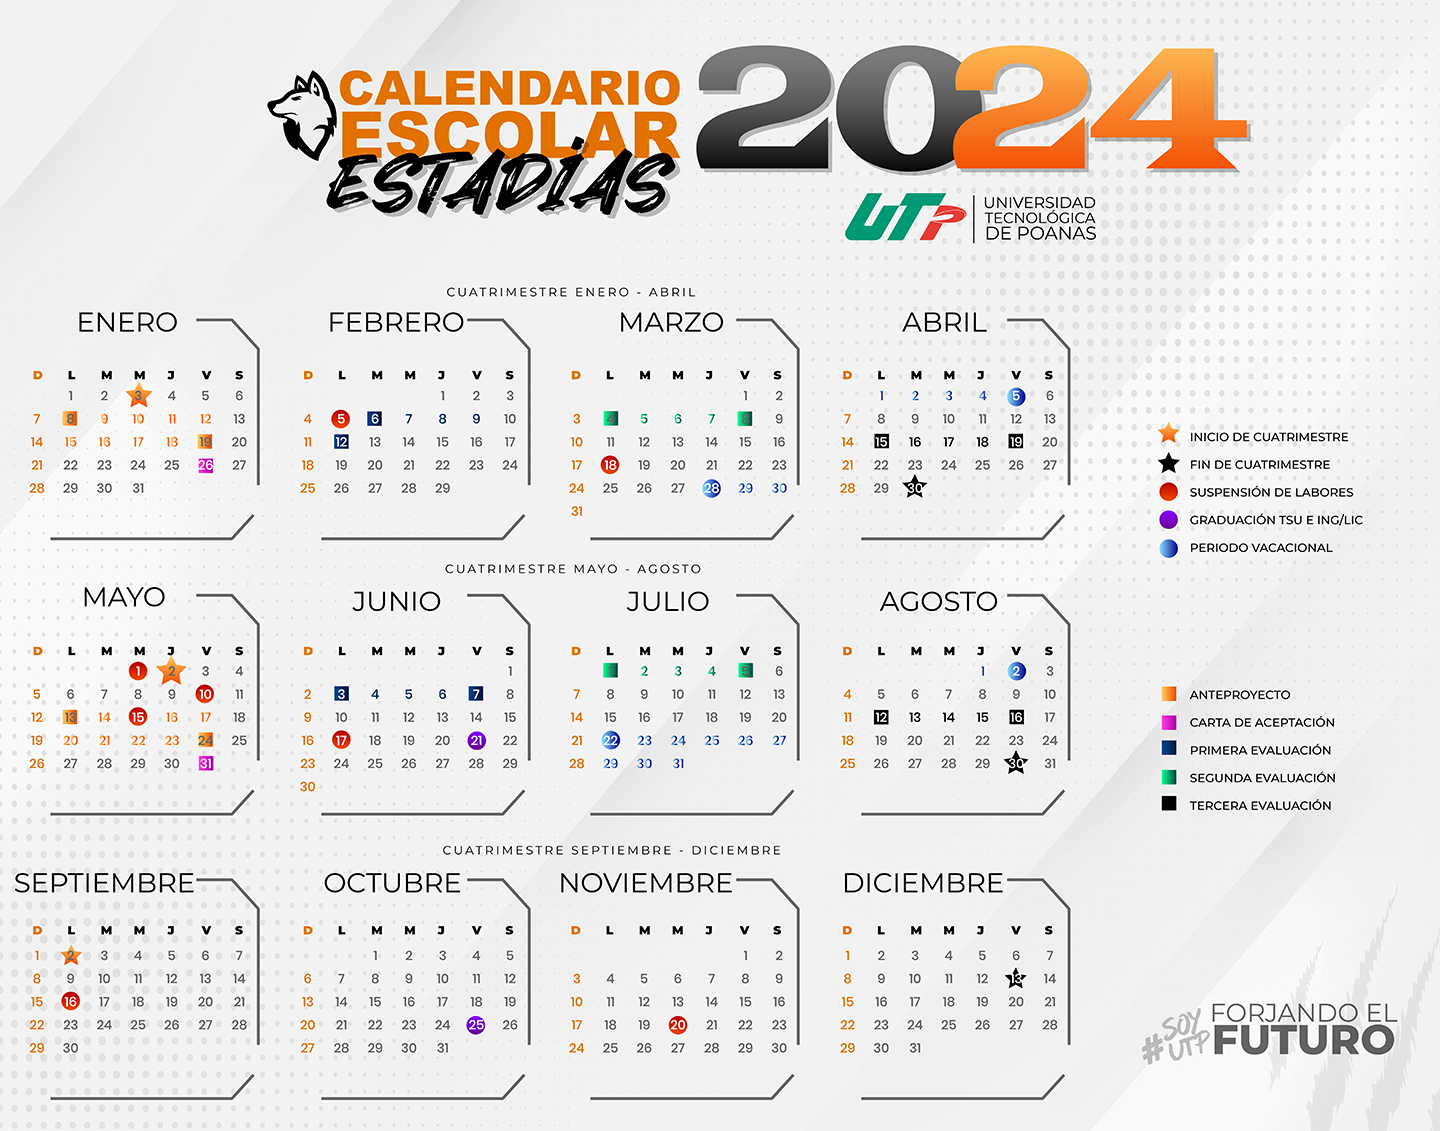 CALENDARIO
ESCOLAR
ESTADÍAS
2024
UTP
UNIVERSIDAD
TECNOLÓGICA
DE POANAS
CUATRIMESTRE ENERO - ABRIL
ENERO
D L M M J V S
1 2 3 4 5 6
7 8 9 10 11 12 13
14 15 16 17 18 19 20
21 22 23 24 25 26 27
28 29 30 31
FEBRERO
D L M M J V S
1 2 3
4 5 6 7 8 9 10
11 12 13 14 15 16 17
18 19 20 21 22 23 24
25 26 27 28 29
MARZO
D L M M J V S
1 2
3 4 5 6 7 8 9
10 11 12 13 14 15 16
17 18 19 20 21 22 23
24 25 26 27 28 29 30
31
ABRIL
D L M M J V S
1 2 3 4 5 6
7 8 9 10 11 12 13
14 15 16 17 18 19 20
21 22 23 24 25 26 27
28 29 30
INICIO DE CUATRIMESTRE
FIN DE CUATRIMESTRE
SUSPENSIÓN DE LABORES
GRADUACIÓN TSU E ING/LIC
PERIODO VACACIONAL
CUATRIMESTRE MAYO - AGOSTO
MAYO
D L M M J V S
1 2 3 4
5 6 7 8 9 10 11
12 13 14 15 16 17 18
19 20 21 22 23 24 25
26 27 28 29 30 31
JUNIO
D L M M J V S
1
2 3 4 5 6 7 8
9 10 11 12 13 14 15
16 17 18 19 20 21 22
23 24 25 26 27 28 29
30
JULIO
D L M M J V S
1 2 3 4 5 6
7 8 9 10 11 12 13
14 15 16 17 18 19 20
21 22 23 24 25 26 27
28 29 30 31
AGOSTO
D L M M J V S
1 2 3
4 5 6 7 8 9 10
11 12 13 14 15 16 17
18 19 20 21 22 23 24
25 26 27 28 29 30 31
ANTEPROYECTO
CARTA DE ACEPTACIÓN
PRIMERA EVALUACIÓN
SEGUNDA EVALUACIÓN
TERCERA EVALUACIÓN
CUATRIMESTRE SEPTIEMBRE - DICIEMBRE
SEPTIEMBRE
D L M M J V S
1 2 3 4 5 6 7
8 9 10 11 12 13 14
15 16 17 18 19 20 21
22 23 24 25 26 27 28
29 30
OCTUBRE
D L M M J V S
1 2 3 4 5
6 7 8 9 10 11 12
13 14 15 16 17 18 19
20 21 22 23 24 25 26
27 28 29 30 31
NOVIEMBRE
D L M M J V S
1 2
3 4 5 6 7 8 9
10 11 12 13 14 15 16
17 18 19 20 21 22 23
24 25 26 27 28 29 30
DICIEMBRE
D L M M J V S
1 2 3 4 5 6 7
8 9 10 11 12 13 14
15 16 17 18 19 20 21
22 23 24 25 26 27 28
29 30 31
#SOY
UTP
FORJANDO EL
FUTURO